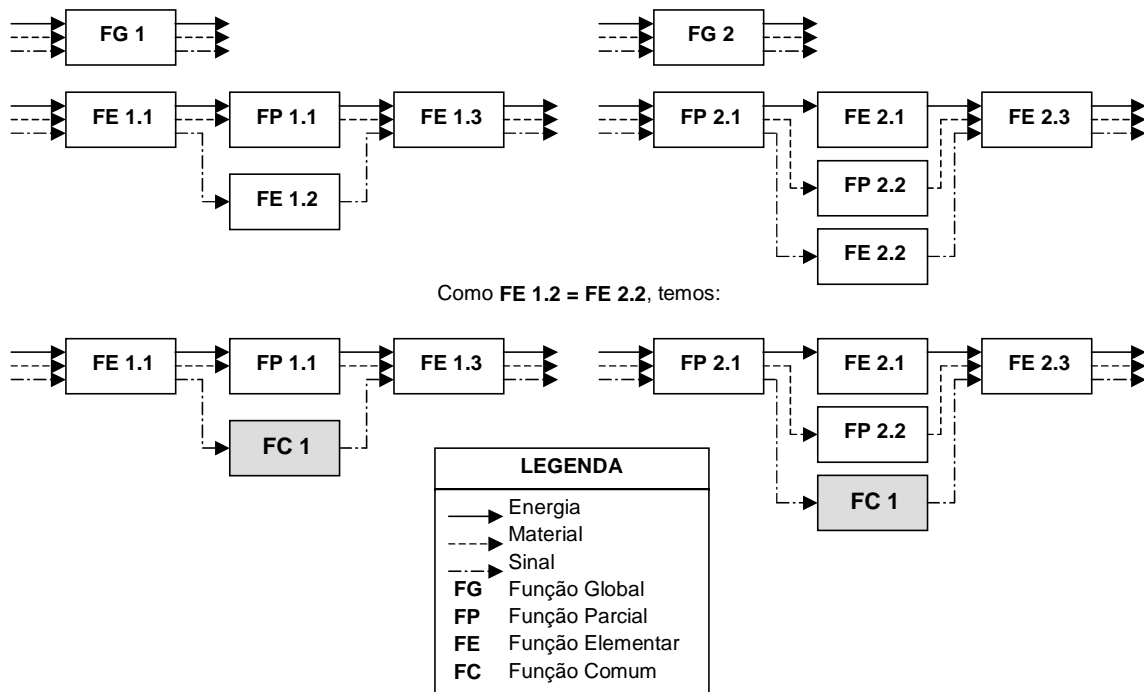 FG 1
FG 2
FE 1.1
FP 1.1
FE 1.3
FP 2.1
FE 2.1
FE 2.3
FE 1.2
FP 2.2
FE 2.2
Como FE 1.2 = FE 2.2, temos:
FE 1.1
FP 1.1
FE 1.3
FP 2.1
FE 2.1
FE 2.3
FC 1
FP 2.2
FC 1
LEGENDA
Energia
Material
Sinal
FG Função Global
FP Função Parcial
FE Função Elementar
FC Função Comum